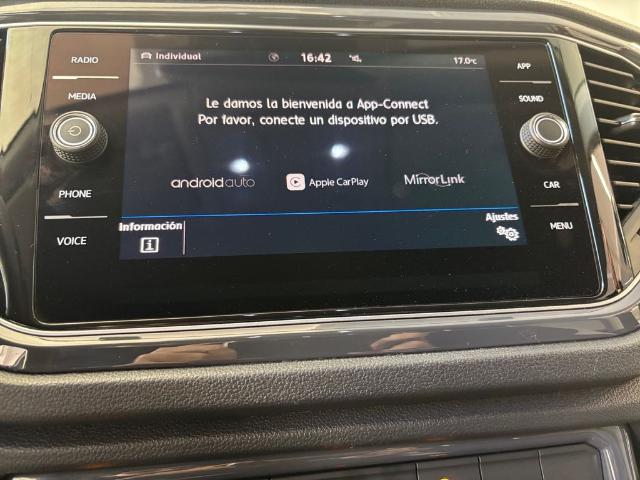 RADIO
MEDIA
PHONE
VOICE
Individual 16:42 17.0°C
Le damos la bienvenida a App-Connect
Por favor, conecte un dispositivo por USB.
androidauto Apple CarPlay MirrorLink
Información
Ajustes
APP
SOUND
CAR
MENU